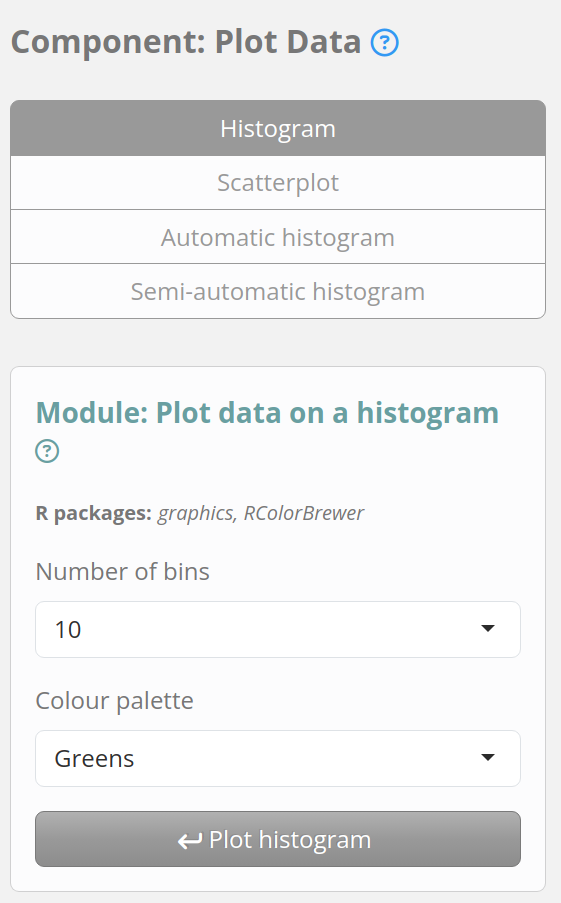 Component: Plot Data ?
Histogram
Scatterplot
Automatic histogram
Semi-automatic histogram
Module: Plot data on a histogram
?
R packages: graphics, RColorBrewer
Number of bins
10
Colour palette
Greens
Plot histogram